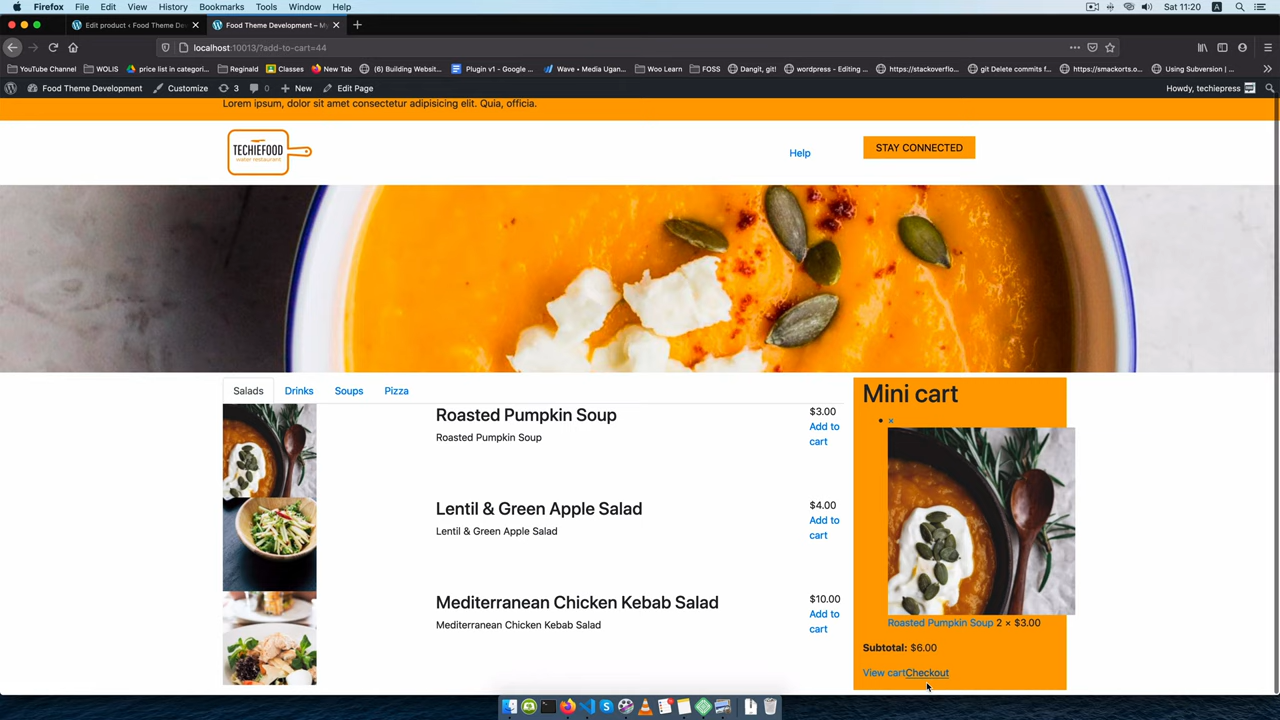 Firefox File Edit View History Bookmarks Tools Window Help Sat 11:20 A
Edit product ‹ Food Theme De... × Food Theme Development – My × +
localhost:10013/?add-to-cart=44
YouTube Channel WOLIS price list in categori... Reginald Classes New Tab (6) Building Websit... Plugin v1 - Google ... Wave • Media Ugan... Woo Learn FOSS Dangit, git! wordpress - Editing ... https://stackoverflo... git Delete commits f... https://smackorts.o... Using Subversion |... »
Food Theme Development Customize 3 0 New Edit Page Howdy, techiepress
Lorem ipsum, dolor sit amet consectetur adipisicing elit. Quia, officia.
TECHIEFOOD
water restaurant
Help
STAY CONNECTED
Salads Drinks Soups Pizza
Roasted Pumpkin Soup
Roasted Pumpkin Soup
$3.00
Add to
cart
Lentil & Green Apple Salad
Lentil & Green Apple Salad
$4.00
Add to
cart
Mediterranean Chicken Kebab Salad
Mediterranean Chicken Kebab Salad
$10.00
Add to
cart
Mini cart
×
Roasted Pumpkin Soup 2 × $3.00
Subtotal: $6.00
View cartCheckout